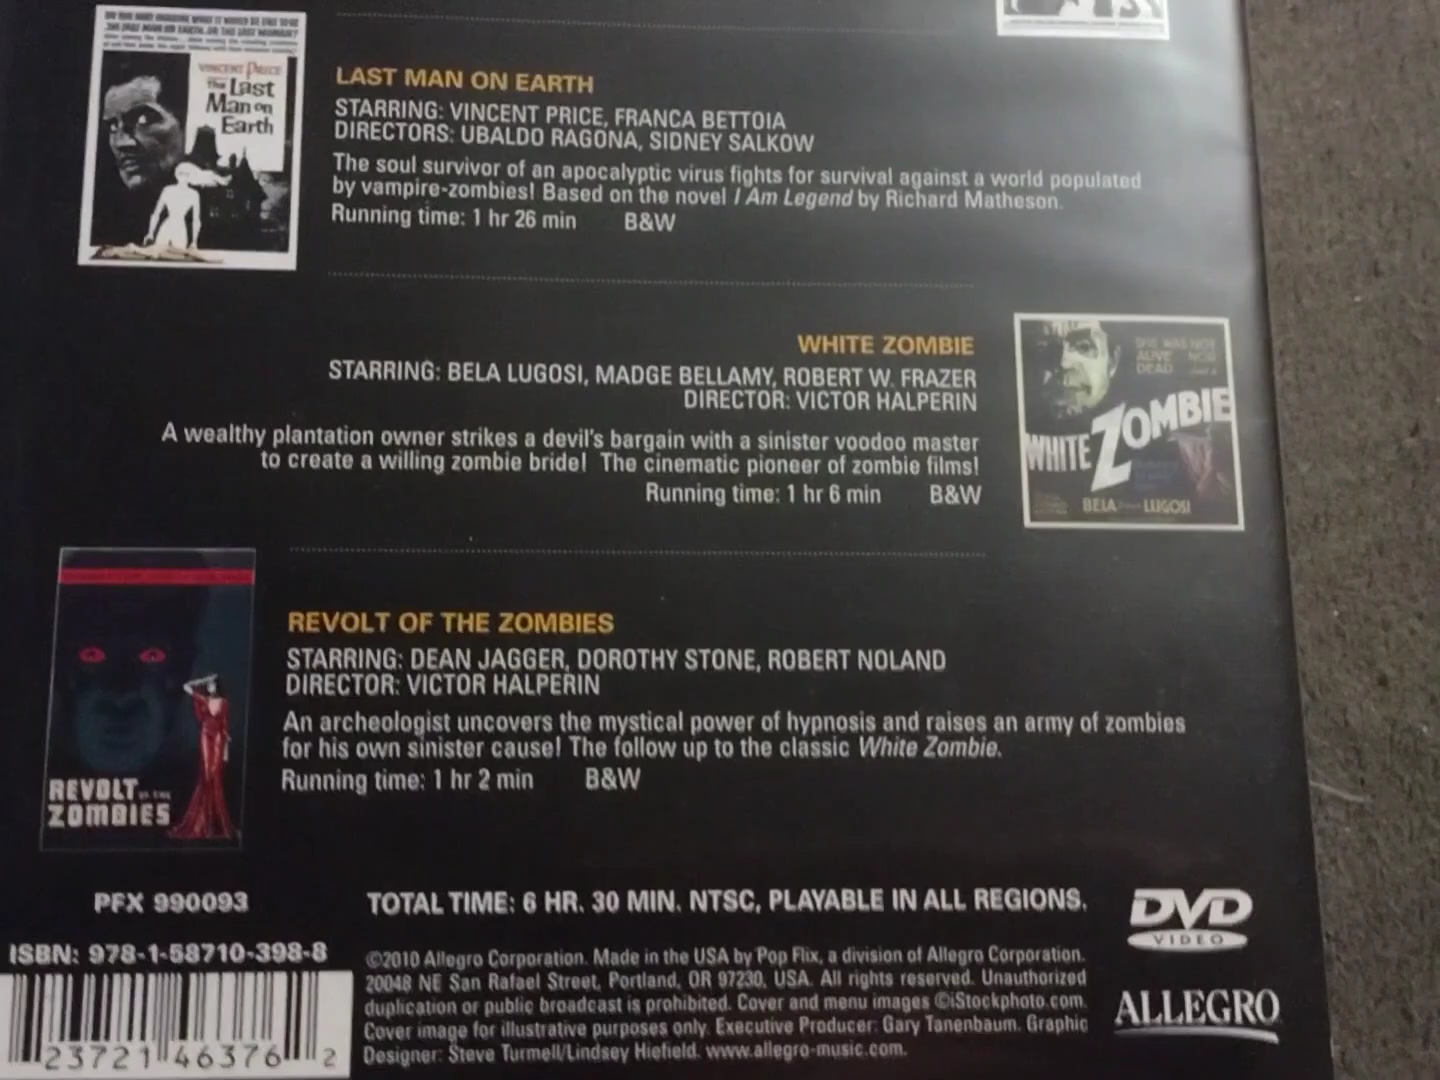 VINCENT PRICE
The Last
Man on
Earth
LAST MAN ON EARTH
STARRING: VINCENT PRICE, FRANCA BETTOIA
DIRECTORS: UBALDO RAGONA, SIDNEY SALKOW
The soul survivor of an apocalyptic virus fights for survival against a world populated
by vampire-zombies! Based on the novel I Am Legend by Richard Matheson.
Running time: 1 hr 26 min B&W
WHITE ZOMBIE
STARRING: BELA LUGOSI, MADGE BELLAMY, ROBERT W. FRAZER
DIRECTOR: VICTOR HALPERIN
A wealthy plantation owner strikes a devil's bargain with a sinister voodoo master
to create a willing zombie bride! The cinematic pioneer of zombie films!
Running time: 1 hr 6 min B&W
SHE WAS NOT
ALIVE NOR
DEAD
WHITE ZOMBIE
BELA LUGOSI
REVOLT OF THE
ZOMBIES
REVOLT OF THE ZOMBIES
STARRING: DEAN JAGGER, DOROTHY STONE, ROBERT NOLAND
DIRECTOR: VICTOR HALPERIN
An archeologist uncovers the mystical power of hypnosis and raises an army of zombies
for his own sinister cause! The follow up to the classic White Zombie.
Running time: 1 hr 2 min B&W
PFX 990093
ISBN: 978-1-58710-398-8
23721 46376 2
TOTAL TIME: 6 HR. 30 MIN. NTSC, PLAYABLE IN ALL REGIONS.
©2010 Allegro Corporation. Made in the USA by Pop Flix, a division of Allegro Corporation.
20048 NE San Rafael Street, Portland, OR 97230, USA. All rights reserved. Unauthorized
duplication or public broadcast is prohibited. Cover and menu images ©iStockphoto.com.
Cover image for illustrative purposes only. Executive Producer: Gary Tanenbaum. Graphic
Designer: Steve Turmell/Lindsey Hiefield. www.allegro-music.com.
DVD
VIDEO
ALLEGRO